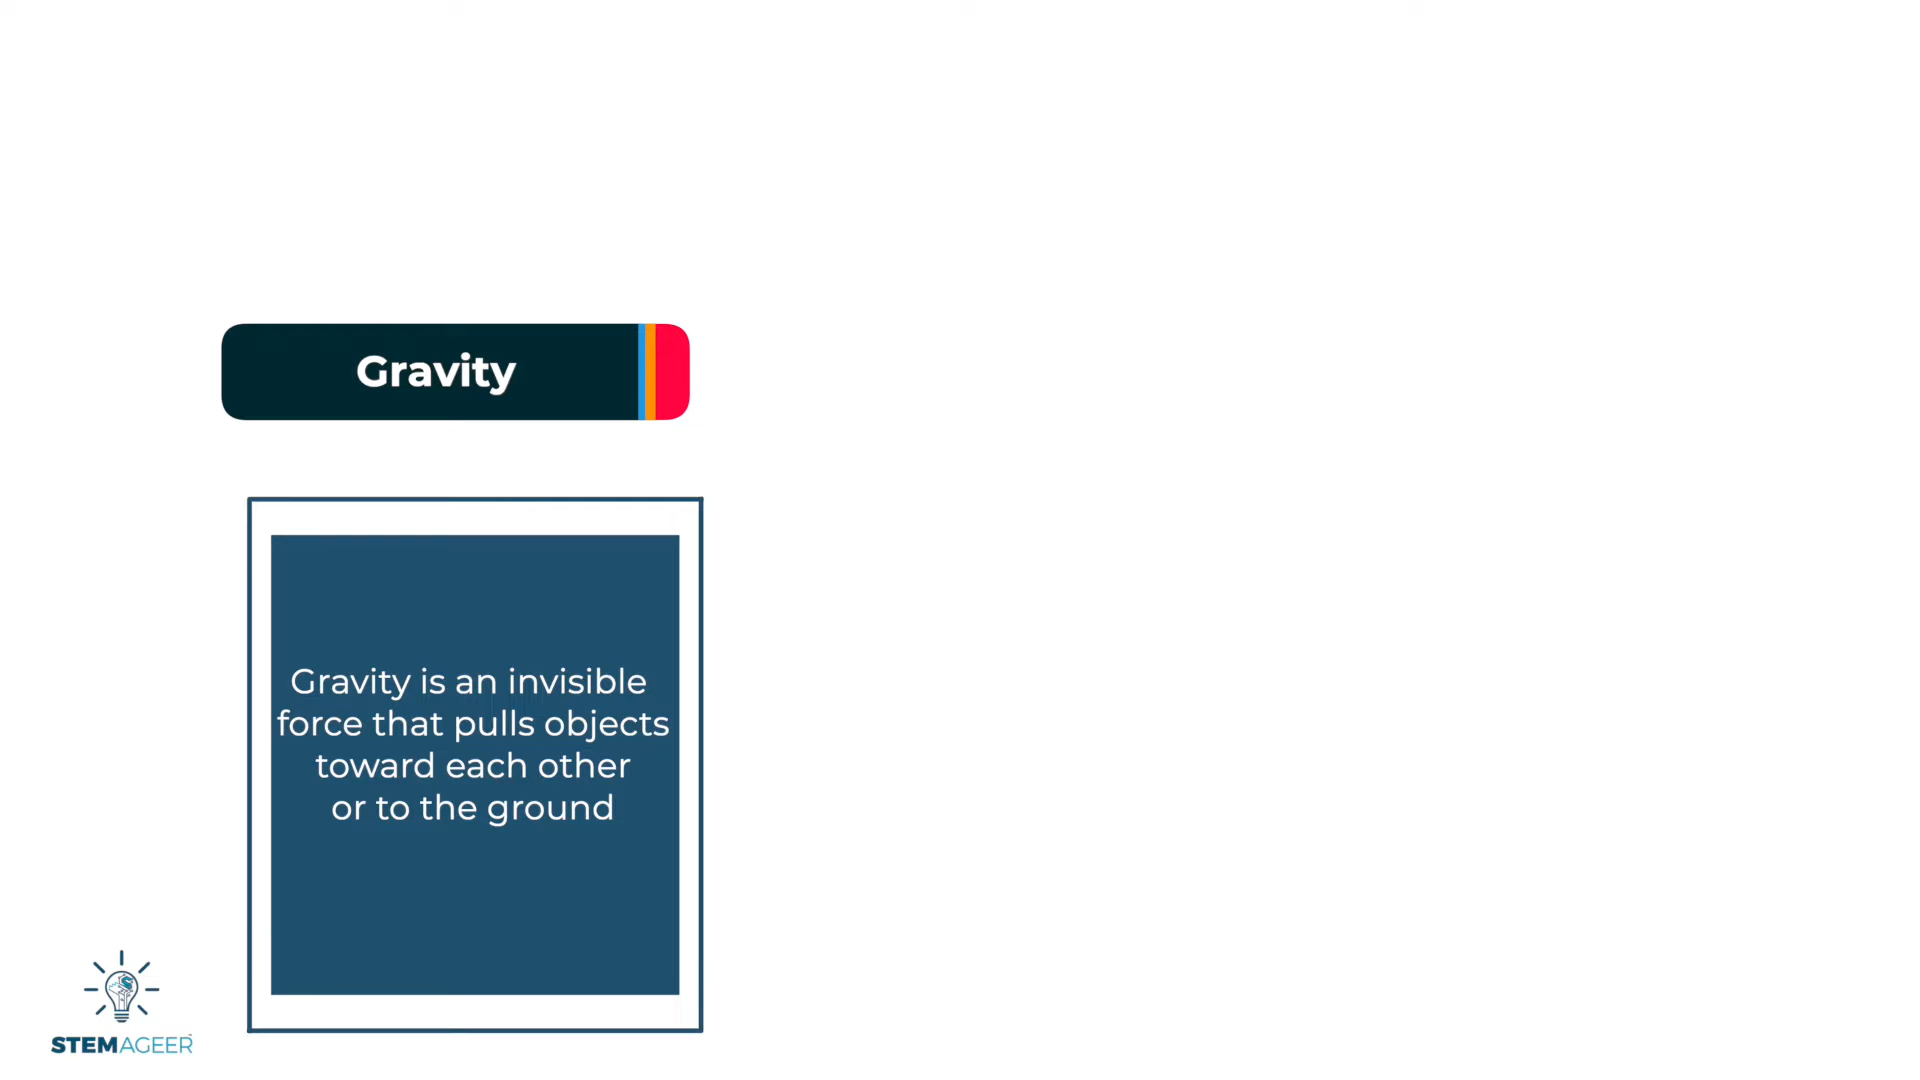 Gravity
Gravity is an invisible
force that pulls objects
toward each other
or to the ground
STEMAGEER